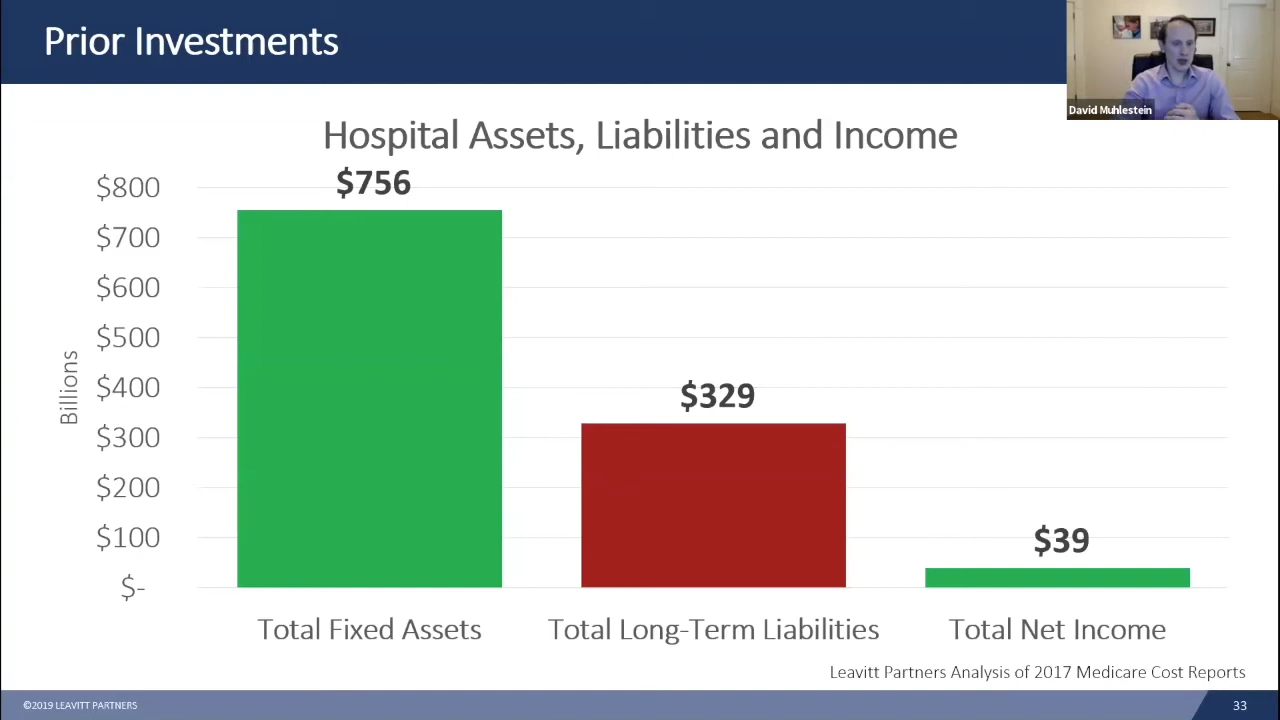 Prior Investments
David Muhlestein
Hospital Assets, Liabilities and Income
$800
$700
$600
$500
$400
$300
$200
$100
$-
Billions
$756
$329
$39
Total Fixed Assets
Total Long-Term Liabilities
Total Net Income
Leavitt Partners Analysis of 2017 Medicare Cost Reports
©2019 LEAVITT PARTNERS
33